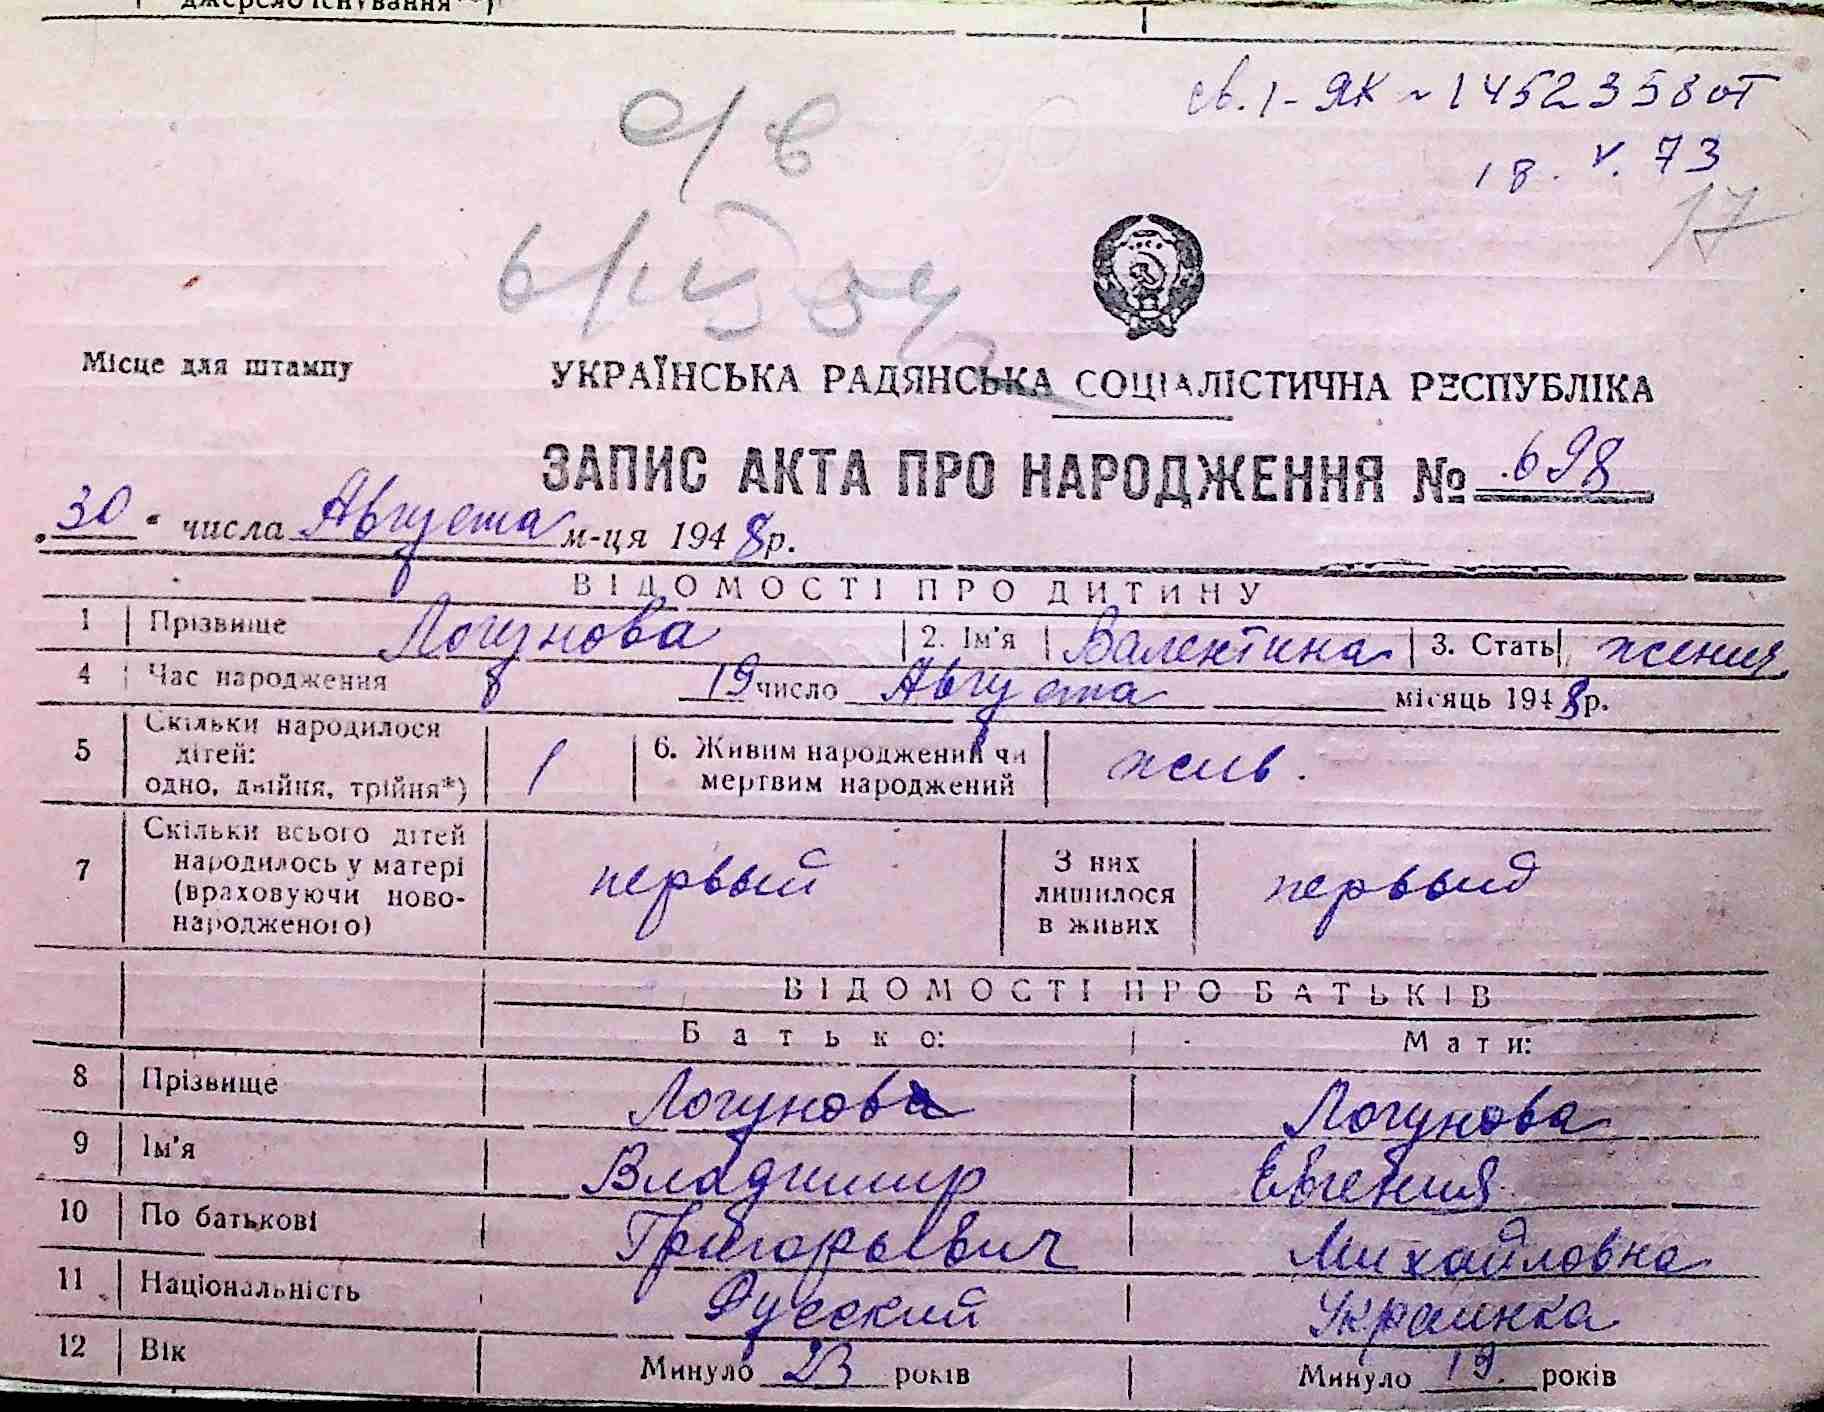 джерело існування**)
св. I-ЯК № 1452358 от
18. V. 73
17
Місце для штампу
УКРАЇНСЬКА РАДЯНСЬКА СОЦІАЛІСТИЧНА РЕСПУБЛІКА
ЗАПИС АКТА ПРО НАРОДЖЕННЯ № 698
„30“ числа Августа м-ця 1948 р.
ВІДОМОСТІ ПРО ДИТИНУ
1 Прізвище Логунова 2. Ім'я Валентина 3. Стать женск
4 Час народження 19 число Августа місяць 1948 р.
5 Скільки народилося дітей: одно, двійня, трійня*) 1 6. Живим народжений чи мертвим народжений жив.
7 Скільки всього дітей народилось у матері (враховуючи новонародженого) первый З них лишилося в живих первый
ВІДОМОСТІ ПРО БАТЬКІВ
Батько: Мати:
8 Прізвище Логунов Логунова
9 Ім'я Владимир Евгения
10 По батькові Григорьевич Михайловна
11 Національність Русский Украинка
12 Вік Минуло 23 років Минуло 19. років